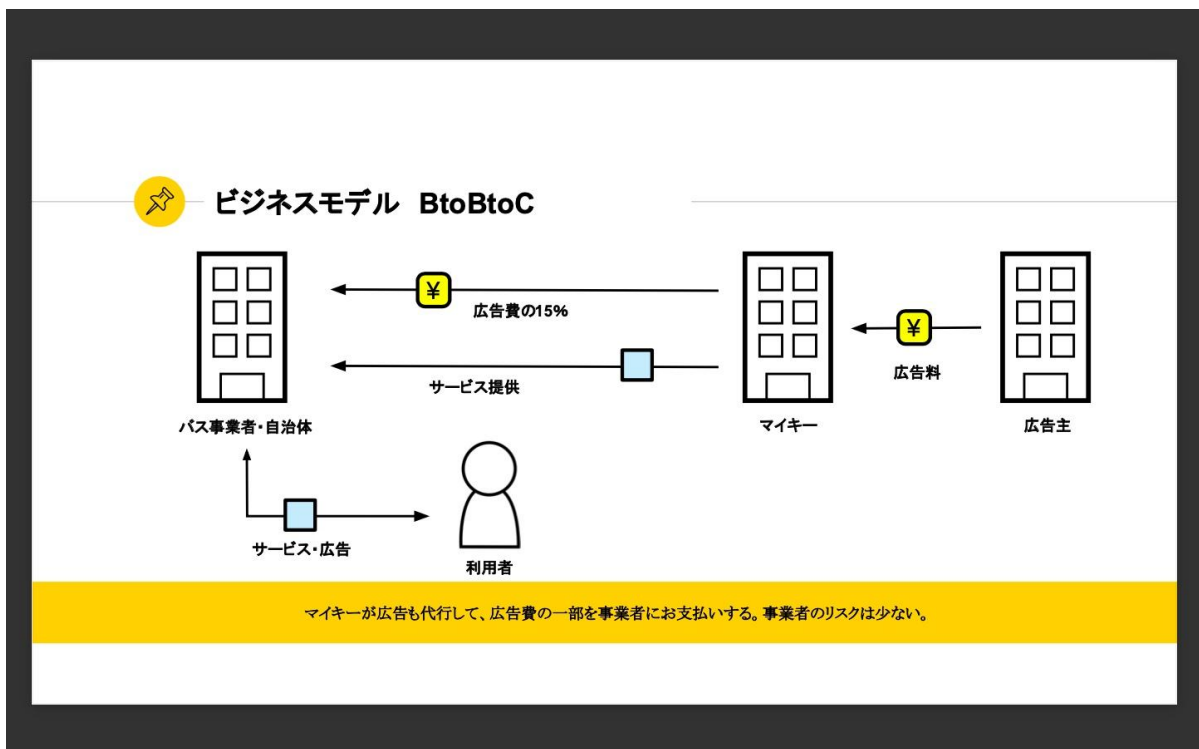 ビジネスモデル BtoBtoC
¥
広告費の15%
¥
広告料
サービス提供
バス事業者・自治体
マイキー
広告主
サービス・広告
利用者
マイキーが広告も代行して、広告費の一部を事業者にお支払いする。事業者のリスクは少ない。